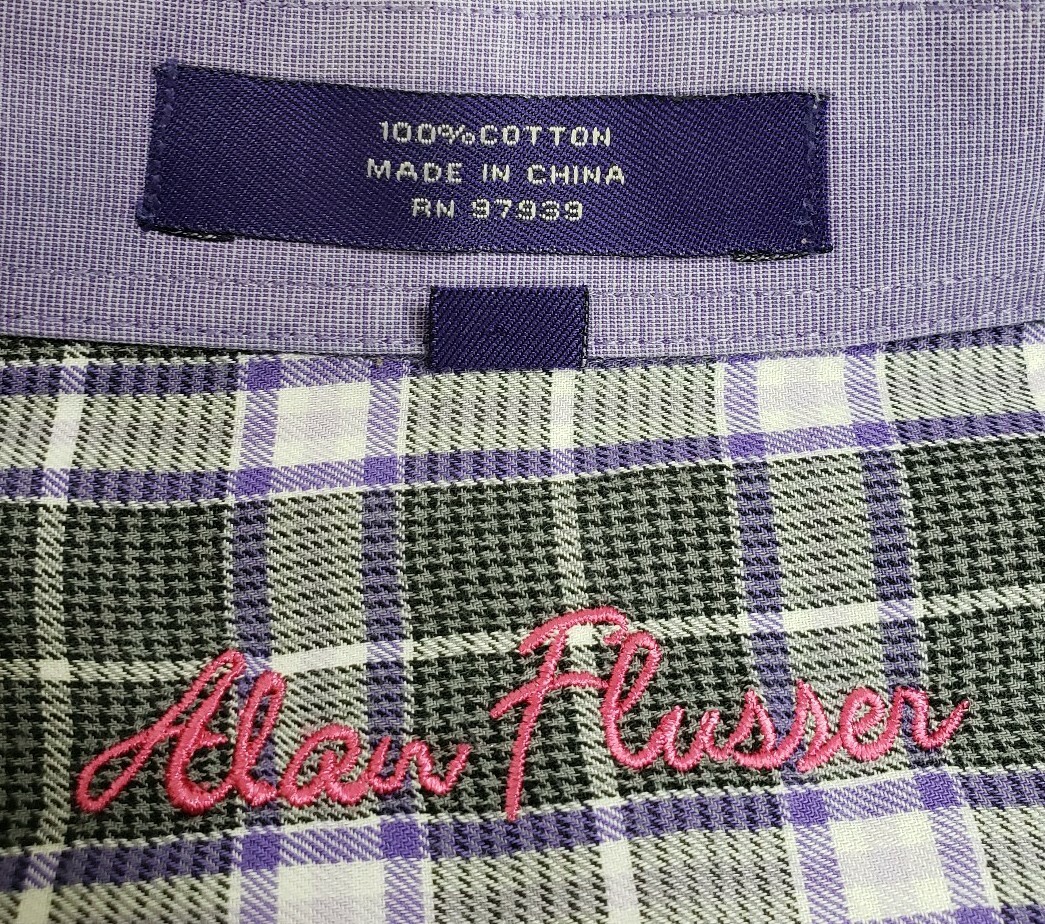 100% COTTON
MADE IN CHINA
RN 97939
Alan Flusser